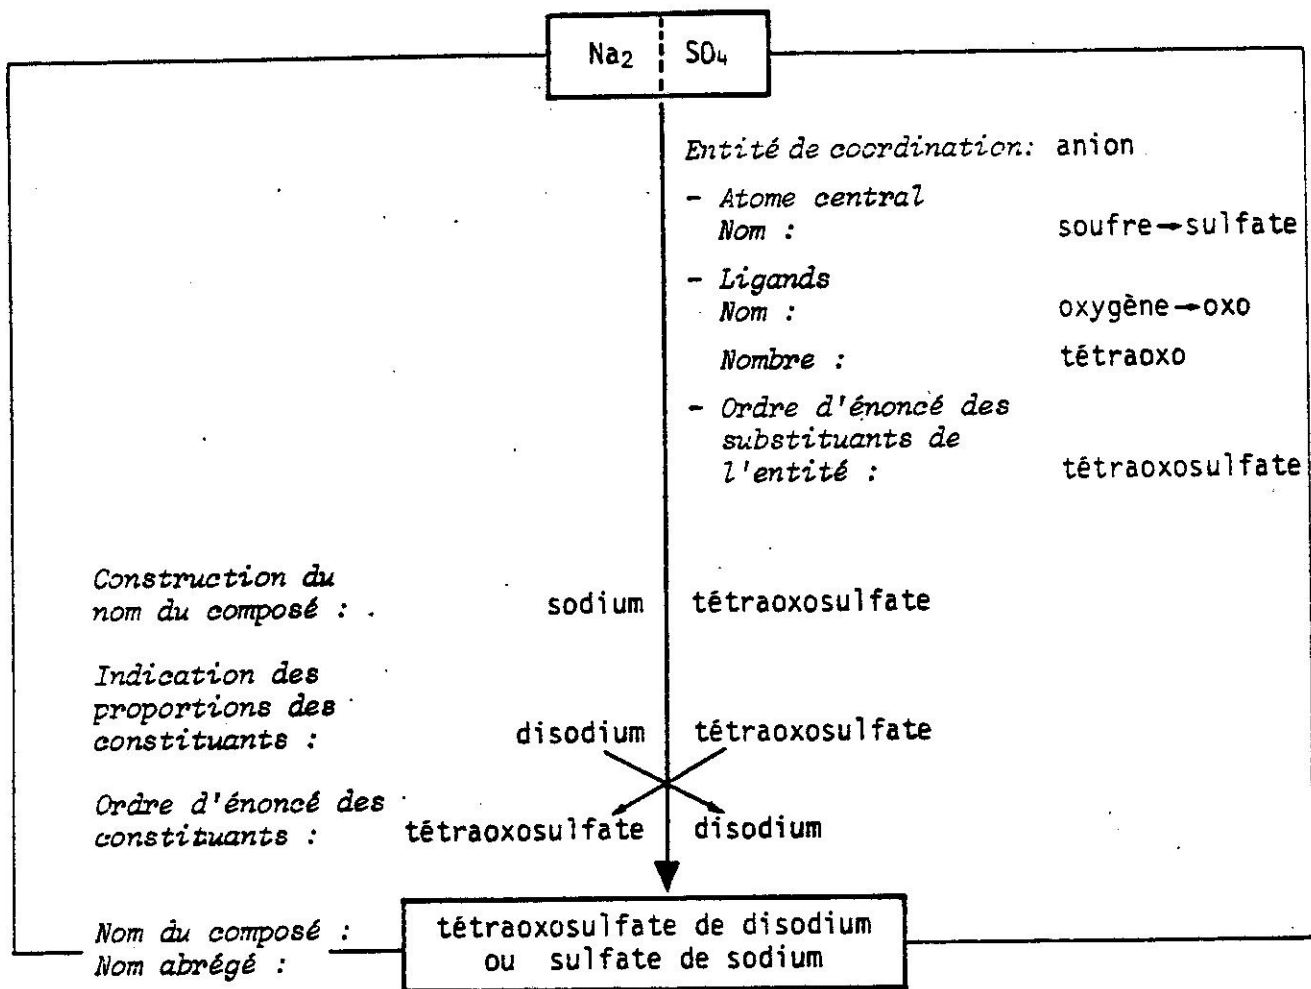 Na₂ SO₄
Entité de coordination: anion
- Atome central
Nom : soufre→sulfate
- Ligands
Nom : oxygène→oxo
Nombre : tétraoxo
- Ordre d'énoncé des
substituants de
l'entité : tétraoxosulfate
Construction du
nom du composé : sodium tétraoxosulfate
Indication des
proportions des
constituants : disodium tétraoxosulfate
Ordre d'énoncé des
constituants : tétraoxosulfate disodium
Nom du composé : tétraoxosulfate de disodium
Nom abrégé : ou sulfate de sodium